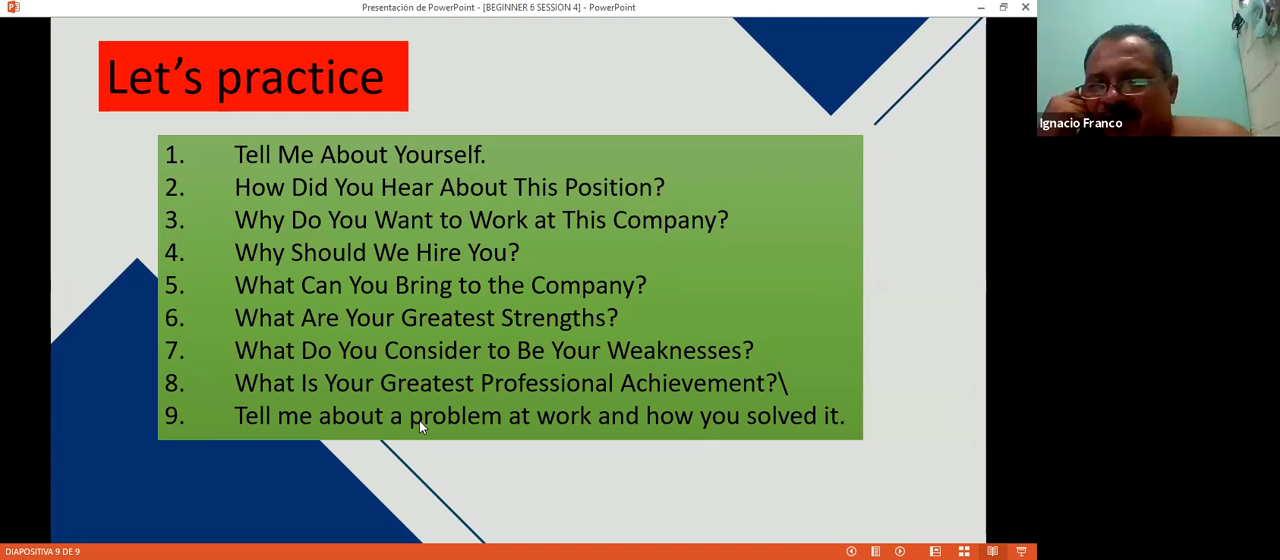 Presentación de PowerPoint - [BEGINNER 6 SESSION 4] - PowerPoint
Let's practice
1. Tell Me About Yourself.
2. How Did You Hear About This Position?
3. Why Do You Want to Work at This Company?
4. Why Should We Hire You?
5. What Can You Bring to the Company?
6. What Are Your Greatest Strengths?
7. What Do You Consider to Be Your Weaknesses?
8. What Is Your Greatest Professional Achievement?\
9. Tell me about a problem at work and how you solved it.
Ignacio Franco
DIAPOSITIVA 9 DE 9